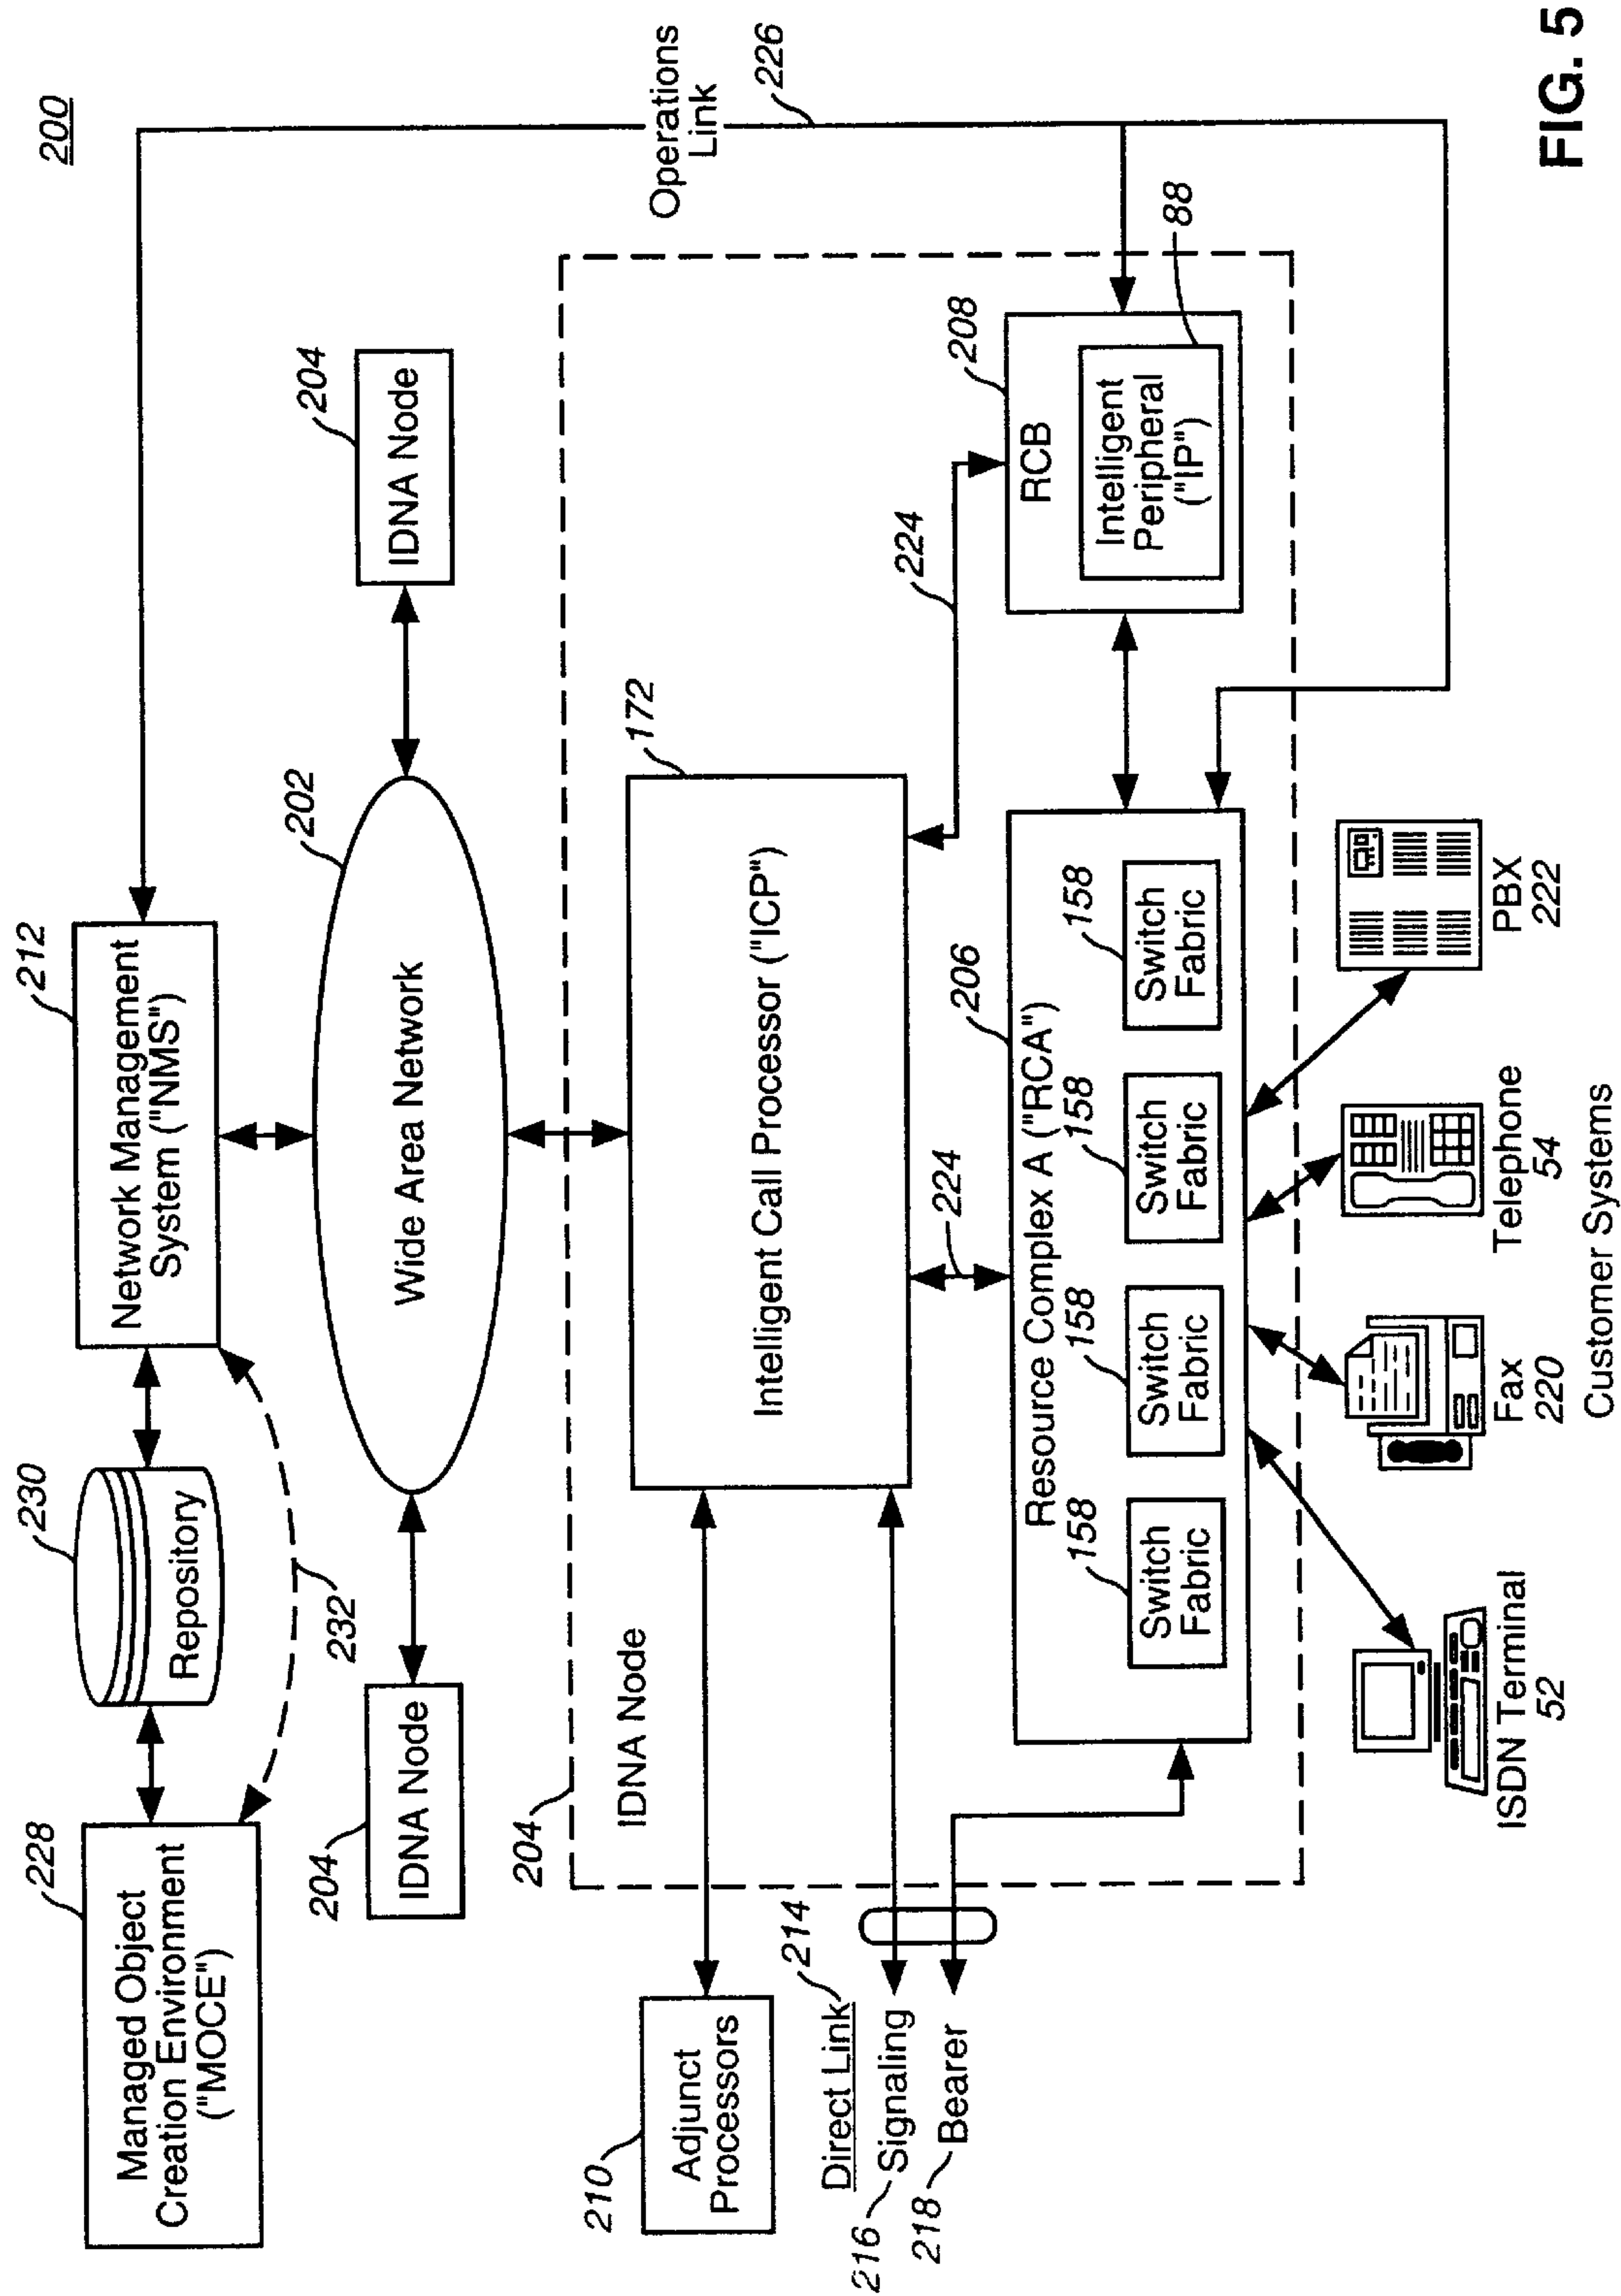 200
228
Managed Object
Creation Environment
("MOCE")
230
Repository
232
212
Network Management
System ("NMS")
Operations
Link
226
204
IDNA Node
202
Wide Area Network
204
IDNA Node
204
IDNA Node
210
Adjunct
Processors
172
Intelligent Call Processor ("ICP")
Direct Link
214
216
Signaling
218
Bearer
224
224
206
Resource Complex A ("RCA")
158
Switch
Fabric
158
Switch
Fabric
158
Switch
Fabric
158
Switch
Fabric
208
RCB
Intelligent
Peripheral
("IP")
88
ISDN Terminal
52
Fax
220
Telephone
54
PBX
222
Customer Systems
FIG. 5